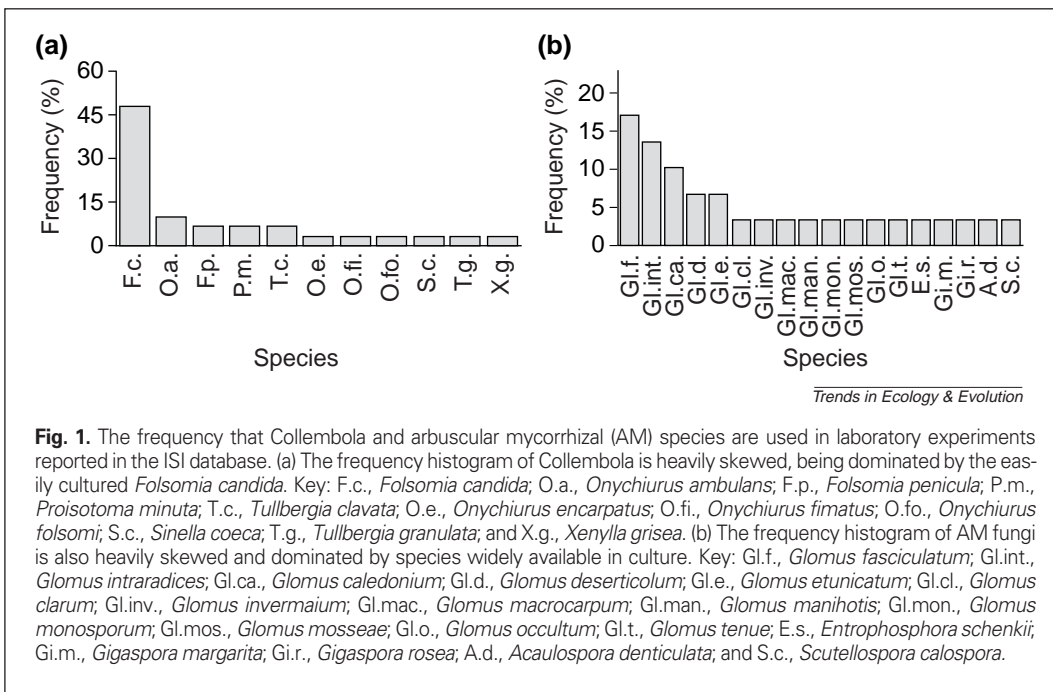 (a)
60
45
30
15
0
Frequency (%)
F.c.
O.a.
F.p.
P.m.
T.c.
O.e.
O.fi.
O.fo.
S.c.
T.g.
X.g.
Species
(b)
20
15
10
5
0
Frequency (%)
Gl.f.
Gl.int.
Gl.ca.
Gl.d.
Gl.e.
Gl.cl.
Gl.inv.
Gl.mac.
Gl.man.
Gl.mon.
Gl.mos.
Gl.o.
Gl.t.
E.s.
Gi.m.
Gi.r.
A.d.
S.c.
Species
Trends in Ecology & Evolution
Fig. 1. The frequency that Collembola and arbuscular mycorrhizal (AM) species are used in laboratory experiments
reported in the ISI database. (a) The frequency histogram of Collembola is heavily skewed, being dominated by the eas-
ily cultured Folsomia candida. Key: F.c., Folsomia candida; O.a., Onychiurus ambulans; F.p., Folsomia penicula; P.m.,
Proisotoma minuta; T.c., Tullbergia clavata; O.e., Onychiurus encarpatus; O.fi., Onychiurus fimatus; O.fo., Onychiurus
folsomi; S.c., Sinella coeca; T.g., Tullbergia granulata; and X.g., Xenylla grisea. (b) The frequency histogram of AM fungi
is also heavily skewed and dominated by species widely available in culture. Key: Gl.f., Glomus fasciculatum; Gl.int.,
Glomus intraradices; Gl.ca., Glomus caledonium; Gl.d., Glomus deserticolum; Gl.e., Glomus etunicatum; Gl.cl., Glomus
clarum; Gl.inv., Glomus invermaium; Gl.mac., Glomus macrocarpum; Gl.man., Glomus manihotis; Gl.mon., Glomus
monosporum; Gl.mos., Glomus mosseae; Gl.o., Glomus occultum; Gl.t., Glomus tenue; E.s., Entrophosphora schenkii;
Gi.m., Gigaspora margarita; Gi.r., Gigaspora rosea; A.d., Acaulospora denticulata; and S.c., Scutellospora calospora.